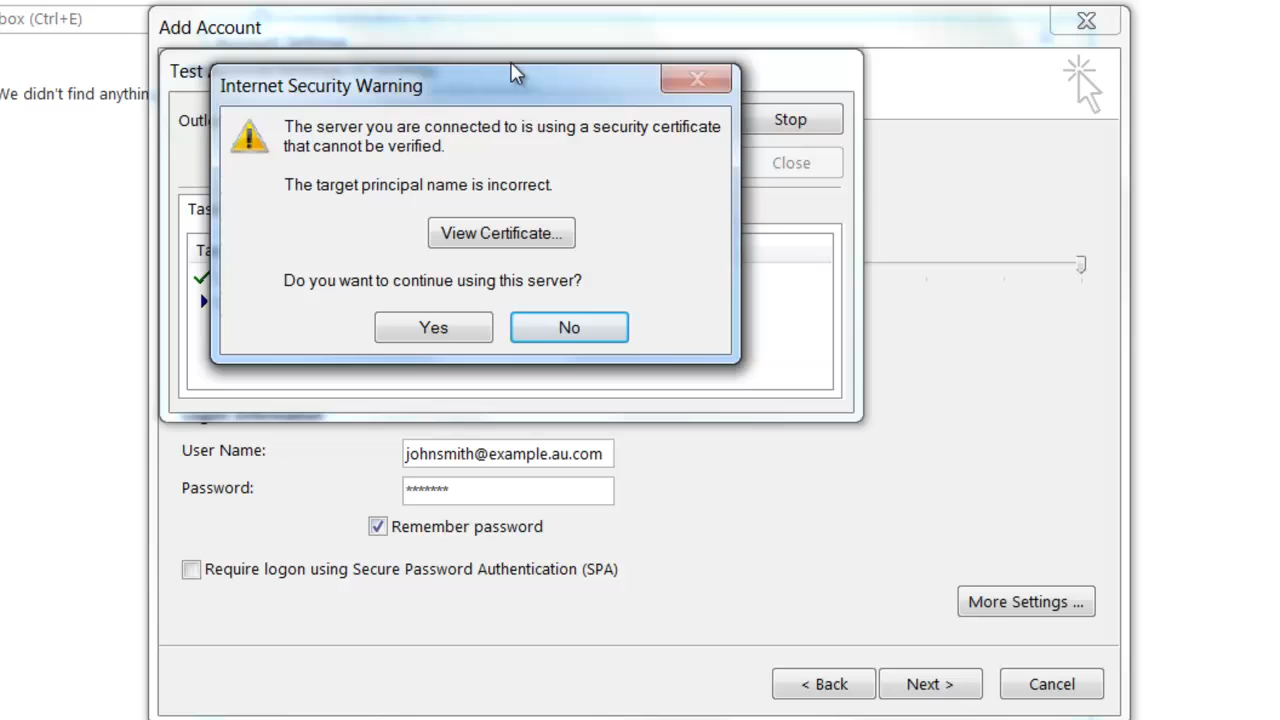 box (Ctrl+E)
Add Account
We didn't find anythin
Test
Internet Security Warning
The server you are connected to is using a security certificate
that cannot be verified.
Outl
Stop
Close
The target principal name is incorrect.
Tas
View Certificate...
Ta
Do you want to continue using this server?
Yes
No
User Name:
johnsmith@example.au.com
Password:
*******
Remember password
Require logon using Secure Password Authentication (SPA)
More Settings ...
< Back
Next >
Cancel